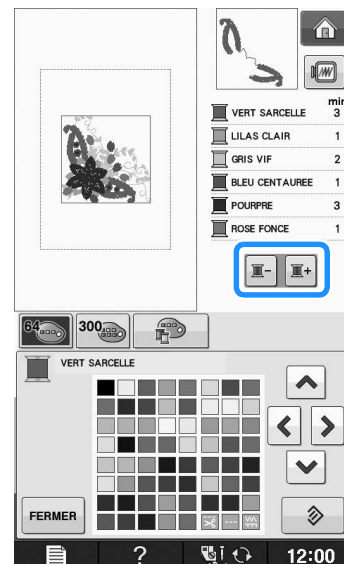 min
VERT SARCELLE 3
LILAS CLAIR 1
GRIS VIF 2
BLEU CENTAUREE 1
POURPRE 3
ROSE FONCE 1
- +
64 300
VERT SARCELLE
FERMER
? 12:00